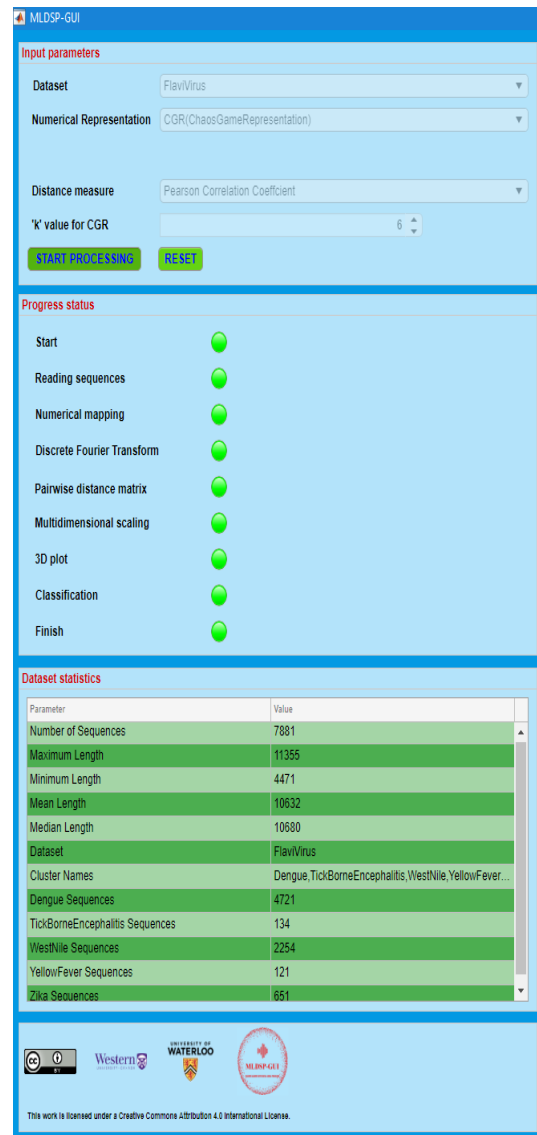 MLDSP-GUI
Input parameters
Dataset FlaviVirus
Numerical Representation CGR(ChaosGameRepresentation)
Distance measure Pearson Correlation Coeffcient
'k' value for CGR 6
START PROCESSING RESET
Progress status
Start
Reading sequences
Numerical mapping
Discrete Fourier Transform
Pairwise distance matrix
Multidimensional scaling
3D plot
Classification
Finish
Dataset statistics
Parameter Value
Number of Sequences 7881
Maximum Length 11355
Minimum Length 4471
Mean Length 10632
Median Length 10680
Dataset FlaviVirus
Cluster Names Dengue,TickBorneEncephalitis,WestNile,YellowFever...
Dengue Sequences 4721
TickBorneEncephalitis Sequences 134
WestNile Sequences 2254
YellowFever Sequences 121
Zika Sequences 651
cc BY
Western
UNIVERSITY OF
WATERLOO
MLDSP-GUI
This work is licensed under a Creative Commons Attribution 4.0 International License.